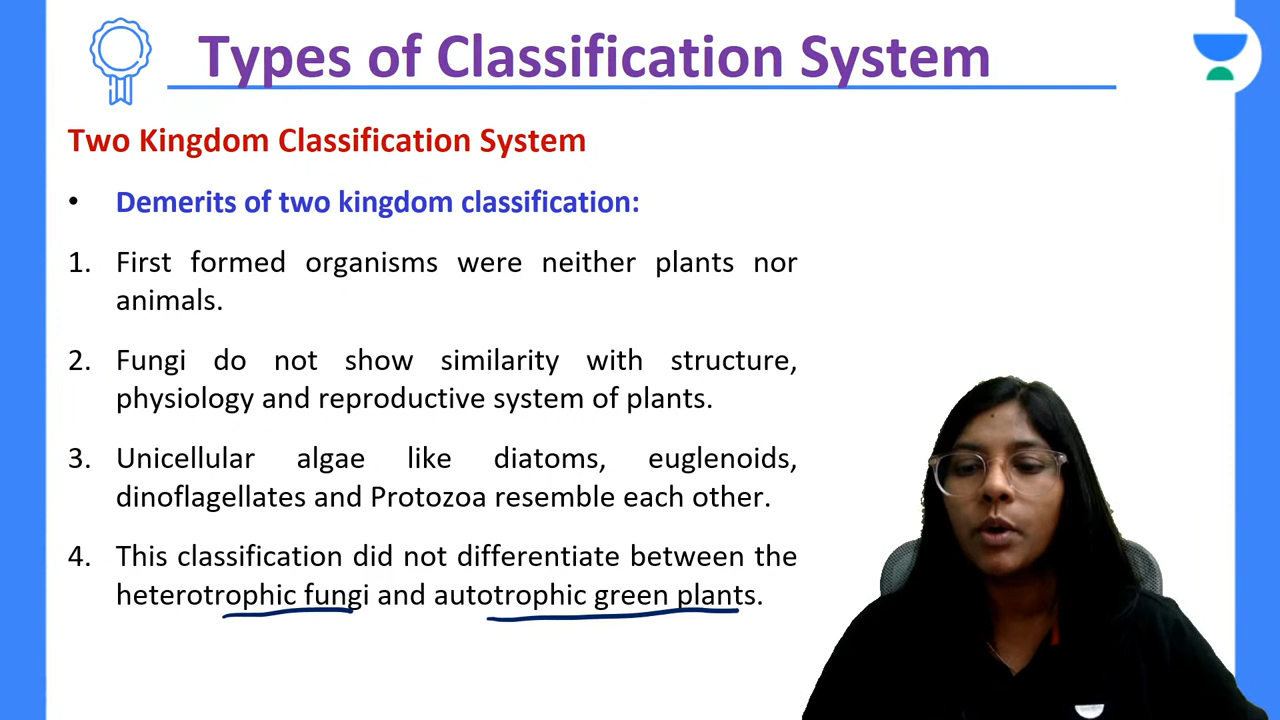 Types of Classification System
Two Kingdom Classification System
• Demerits of two kingdom classification:
1. First formed organisms were neither plants nor
animals.
2. Fungi do not show similarity with structure,
physiology and reproductive system of plants.
3. Unicellular algae like diatoms, euglenoids,
dinoflagellates and Protozoa resemble each other.
4. This classification did not differentiate between the
heterotrophic fungi and autotrophic green plants.